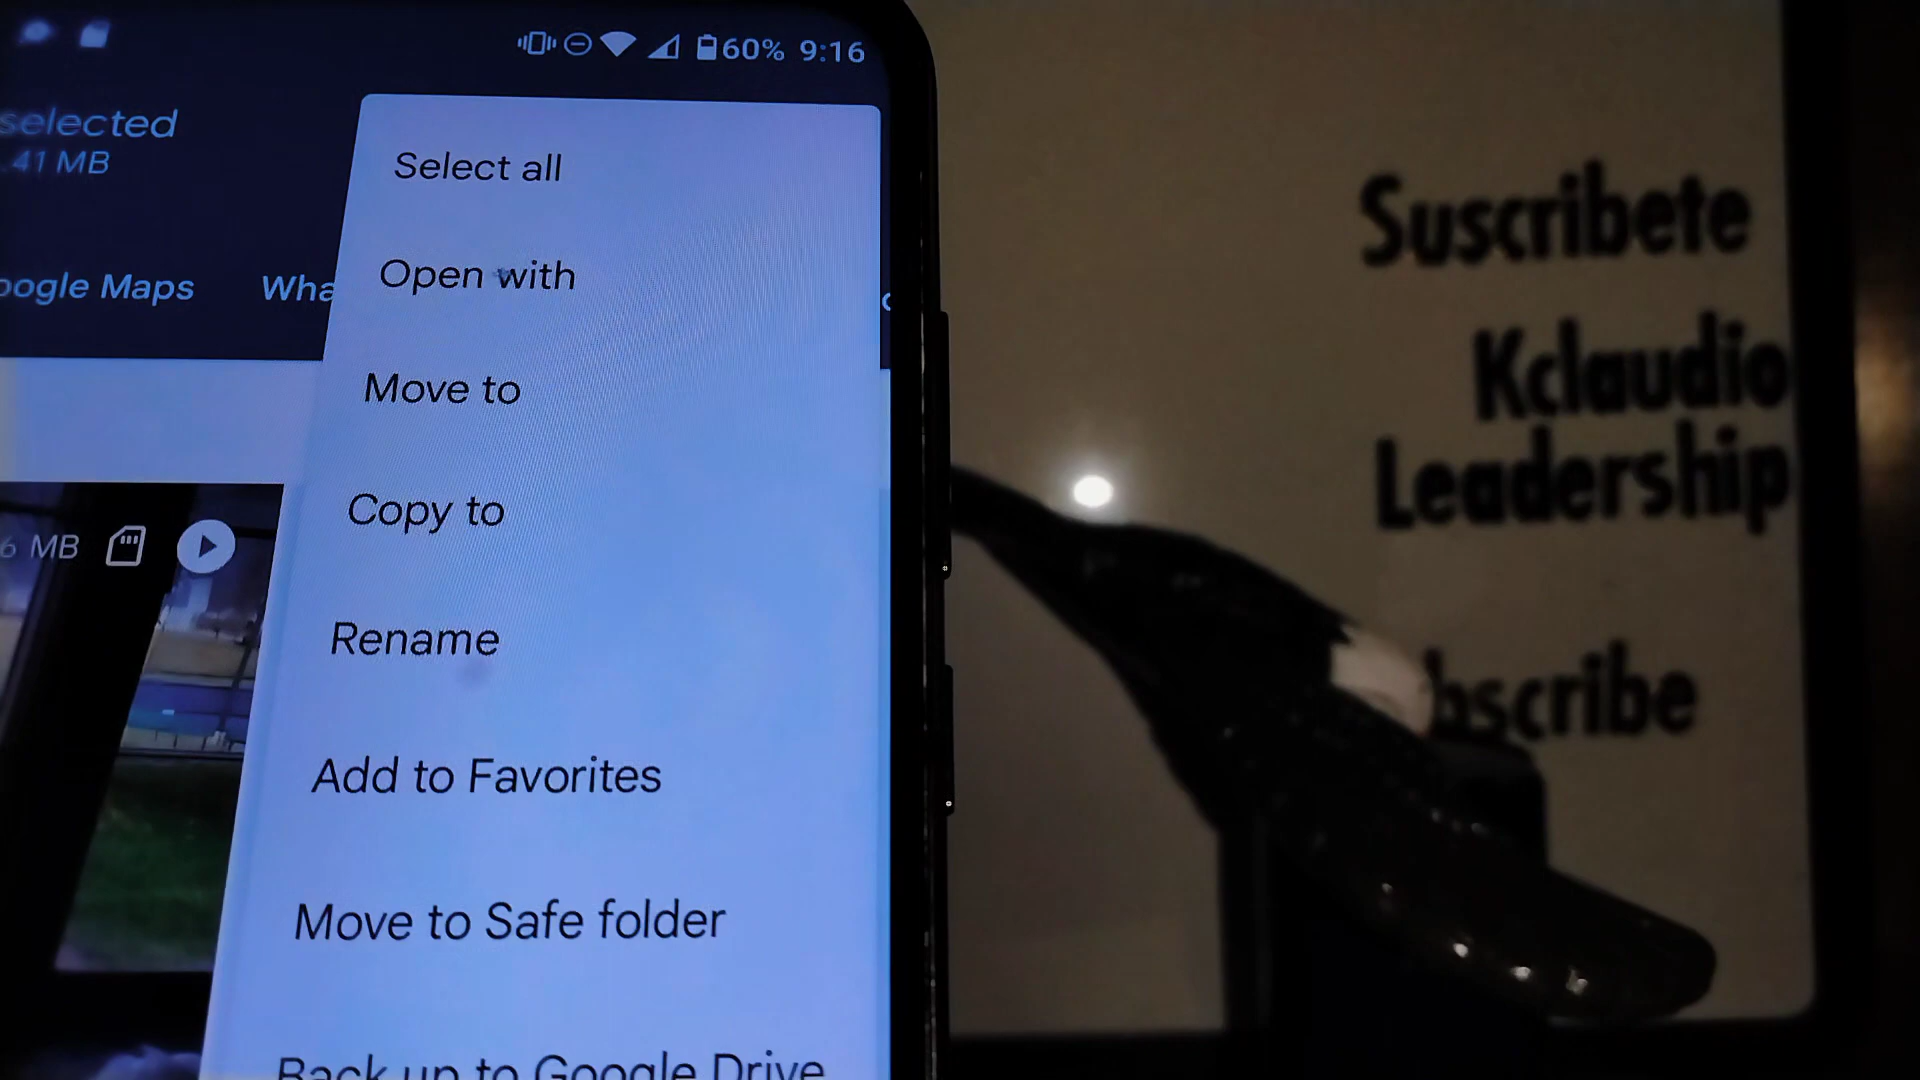 60% 9:16
selected
.41 MB
Select all
oogle Maps
Wha
Open with
Move to
Copy to
6 MB
Rename
Add to Favorites
Move to Safe folder
Back up to Google Drive
Suscribete
Kclaudio
Leadership
bscribe